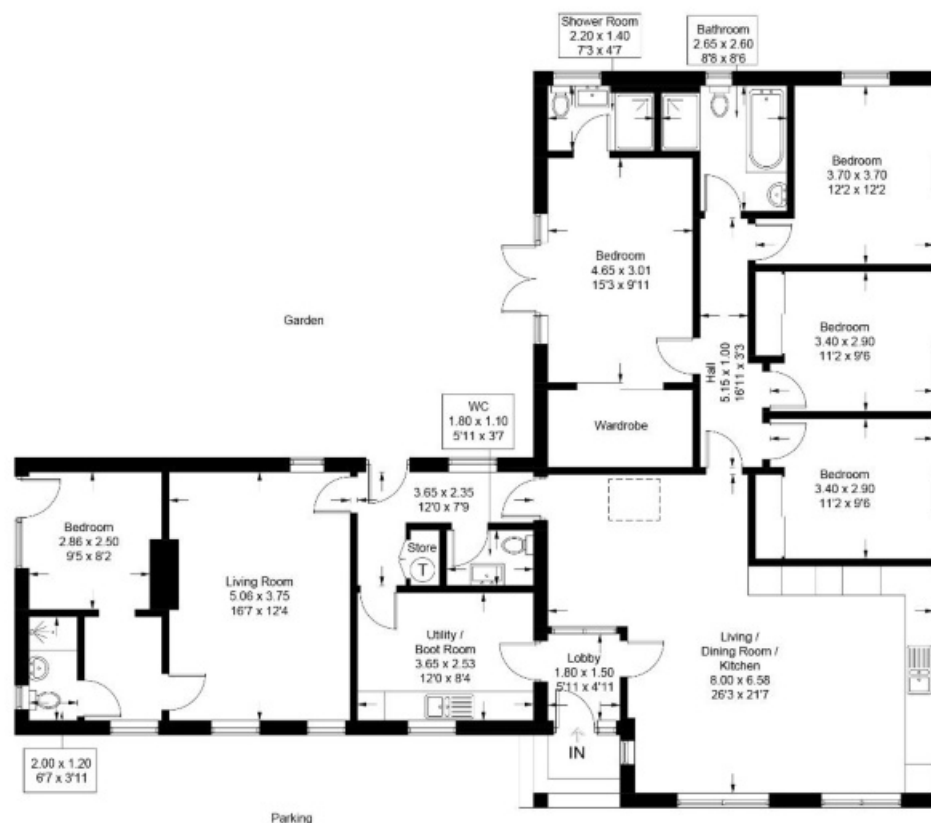 Shower Room
2.20 x 1.40
7'3 x 4'7
Bathroom
2.65 x 2.60
8'8 x 8'6
Bedroom
3.70 x 3.70
12'2 x 12'2
Bedroom
4.65 x 3.01
15'3 x 9'11
Garden
Bedroom
3.40 x 2.90
11'2 x 9'6
Hall
5.15 x 1.00
16'11 x 3'3
WC
1.80 x 1.10
5'11 x 3'7
Wardrobe
Bedroom
3.40 x 2.90
11'2 x 9'6
3.65 x 2.35
12'0 x 7'9
Bedroom
2.86 x 2.50
9'5 x 8'2
Store
T
Living Room
5.06 x 3.75
16'7 x 12'4
Utility /
Boot Room
3.65 x 2.53
12'0 x 8'4
Lobby
1.80 x 1.50
5'11 x 4'11
Living /
Dining Room /
Kitchen
8.00 x 6.58
26'3 x 21'7
IN
2.00 x 1.20
6'7 x 3'11
Parking